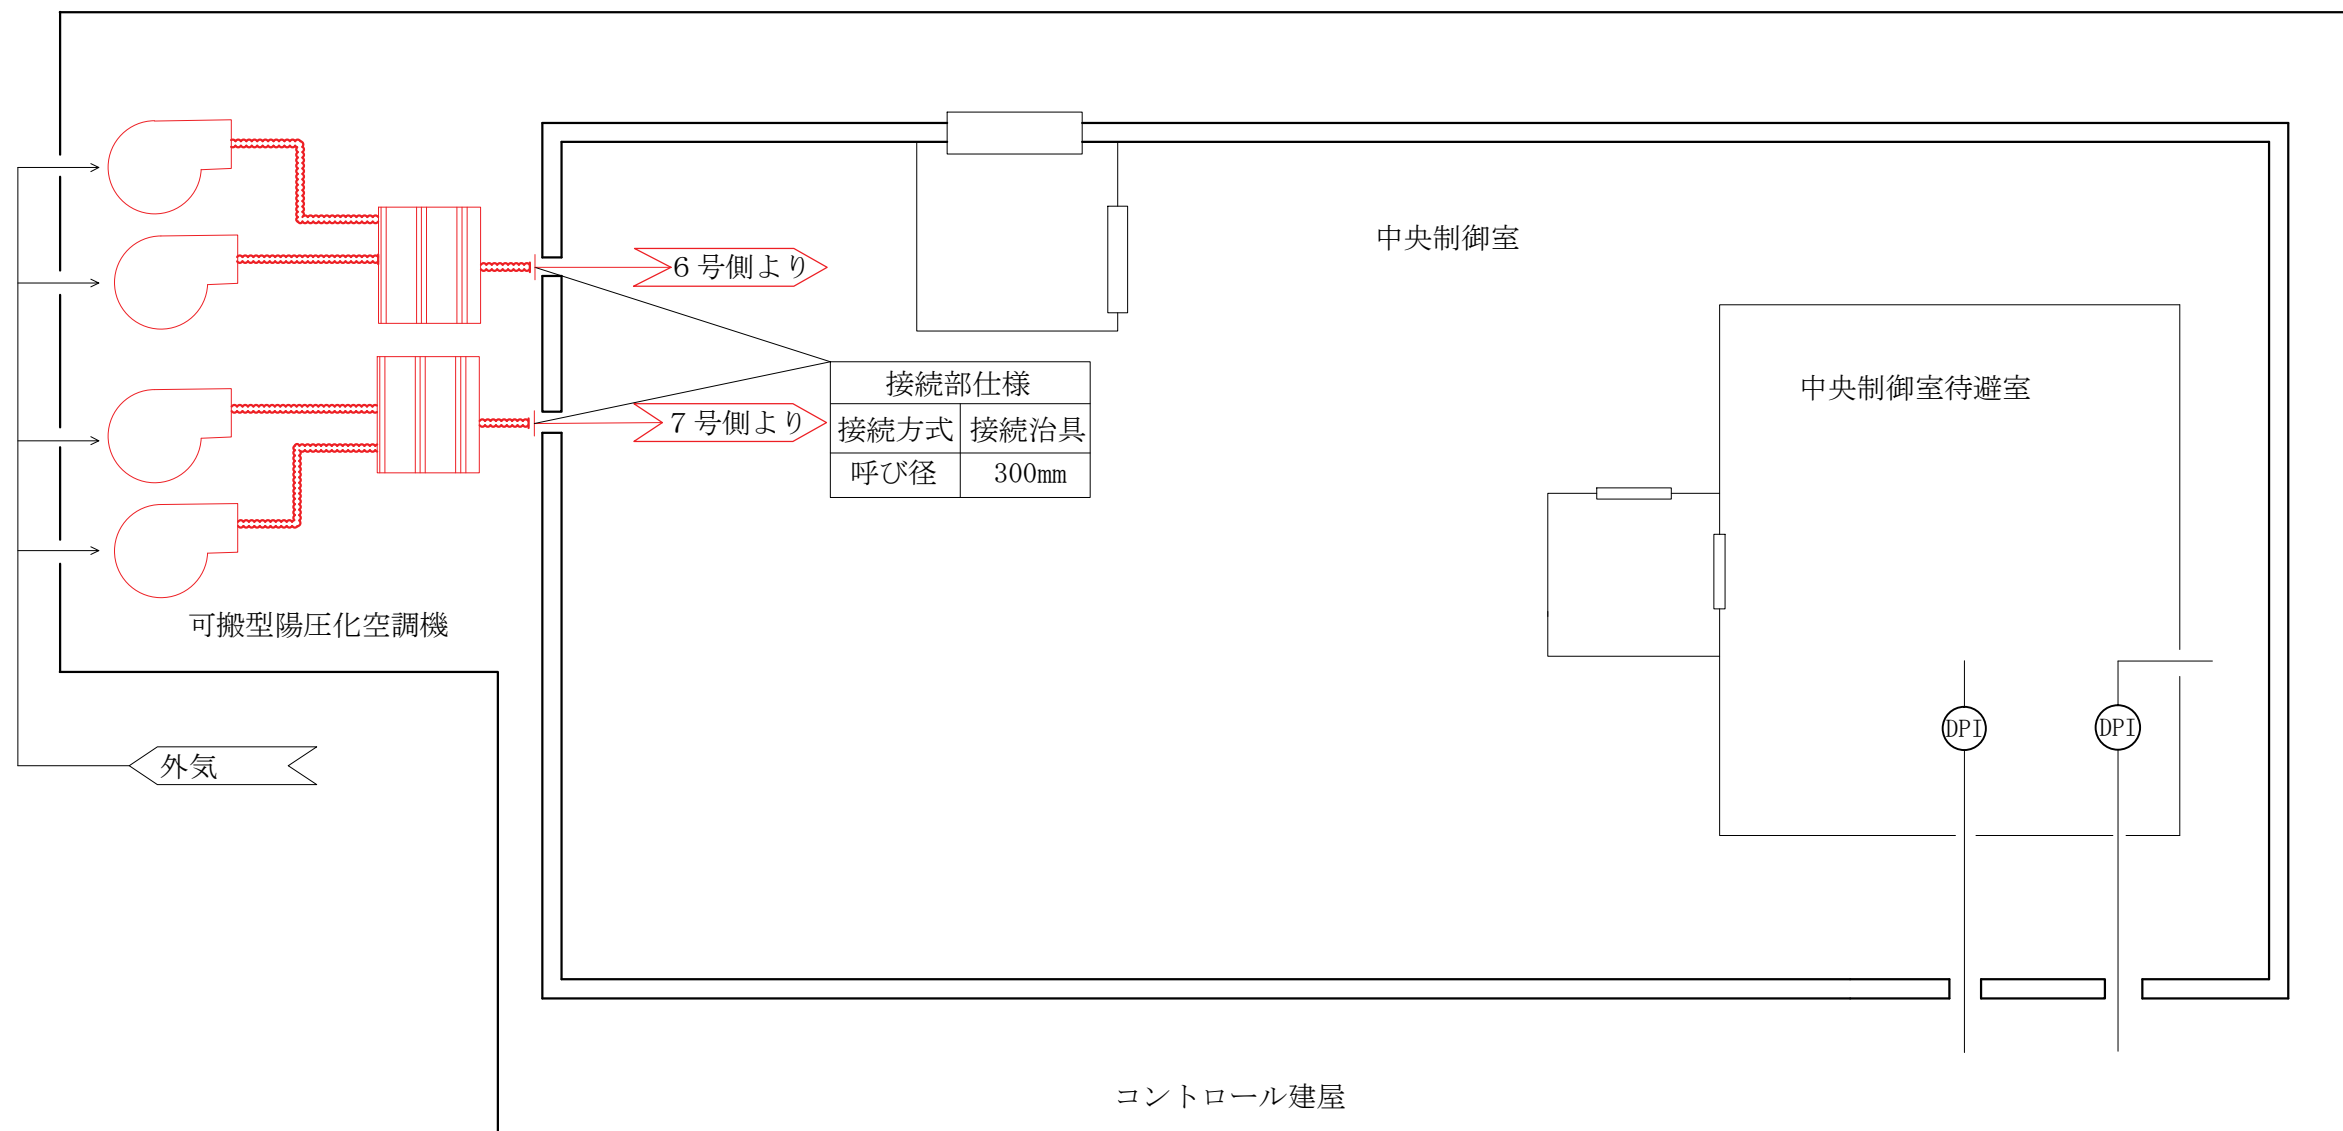 中央制御室
６号側より
接続部仕様
中央制御室待避室
７号側より
接続方式 接続治具
呼び径 300mm
可搬型陽圧化空調機
DPI DPI
外気
コントロール建屋